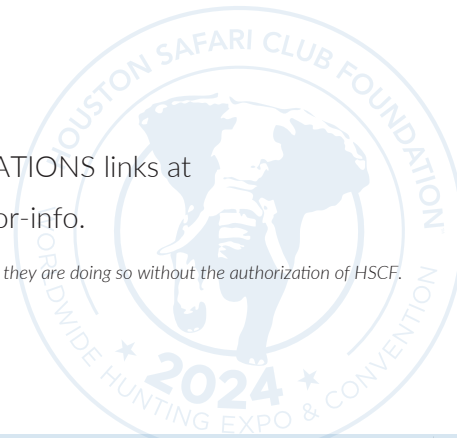 HOUSTON SAFARI CLUB FOUNDATION
ATIONS links at
or-info.
they are doing so without the authorization of HSCF.
2024
WORLDWIDE HUNTING EXPO & CONVENTION